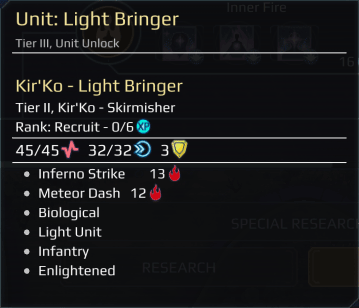 Unit: Light Bringer
Inner Fire
Tier III, Unit Unlock
Kir'Ko - Light Bringer
Tier II, Kir'Ko - Skirmisher
Rank: Recruit - 0/6 XP
45/45 32/32 3
Inferno Strike 13
Meteor Dash 12
Biological
Light Unit
Infantry
Enlightened
SPECIAL RESEARC
RESEARCH